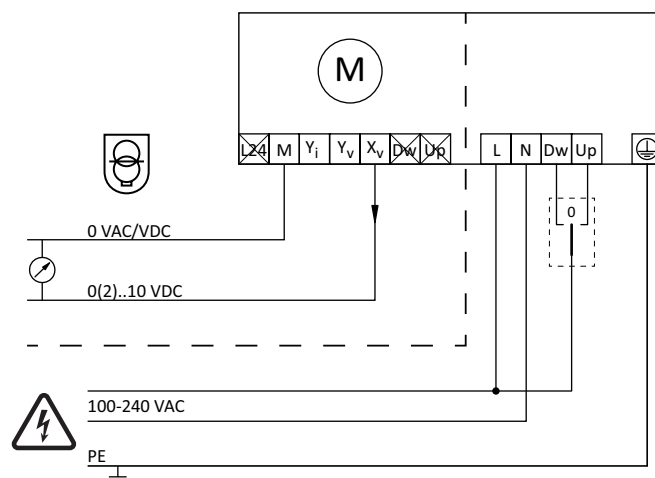 M
L24 M Yi Yv Xv Dw Up L N Dw Up
0
0 VAC/VDC
0(2)..10 VDC
100-240 VAC
PE